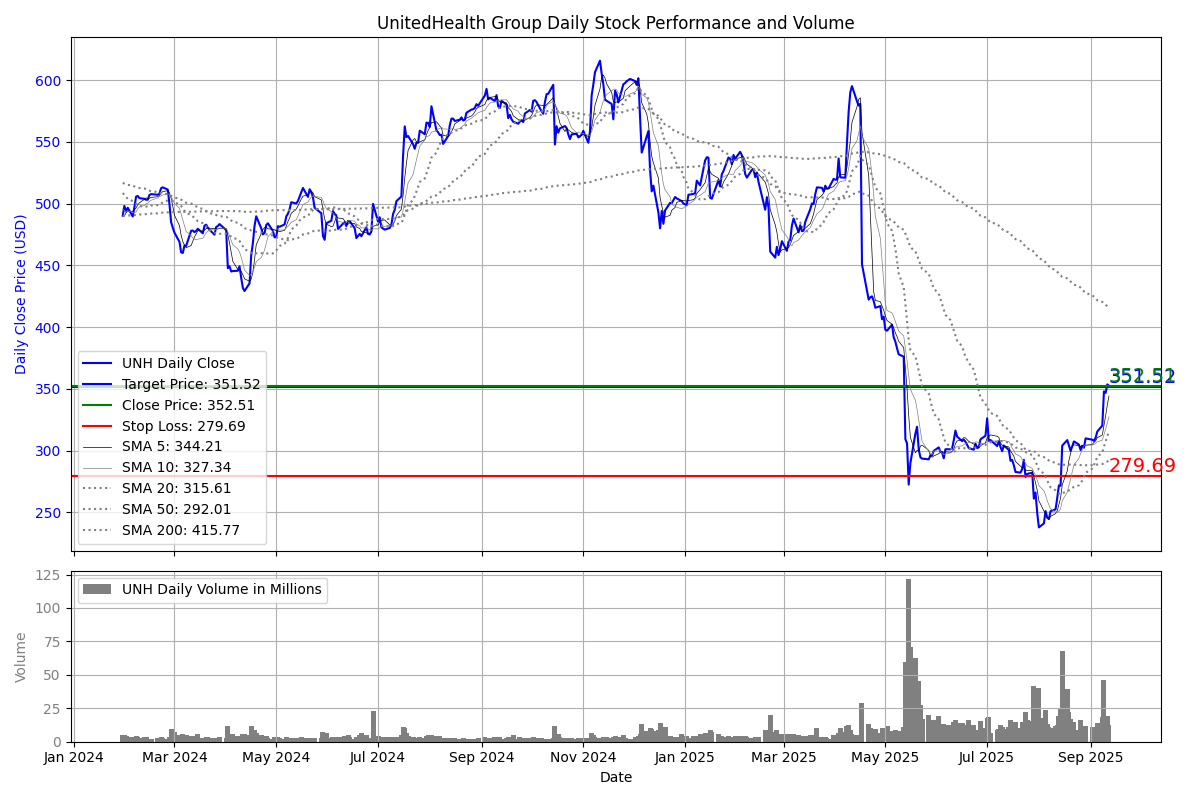 UnitedHealth Group Daily Stock Performance and Volume
Daily Close Price (USD)
600
550
500
450
400
350
300
250
UNH Daily Close
Target Price: 351.52
Close Price: 352.51
Stop Loss: 279.69
SMA 5: 344.21
SMA 10: 327.34
SMA 20: 315.61
SMA 50: 292.01
SMA 200: 415.77
352.51
351.52
279.69
Volume
125
100
75
50
25
0
UNH Daily Volume in Millions
Jan 2024
Mar 2024
May 2024
Jul 2024
Sep 2024
Nov 2024
Jan 2025
Mar 2025
May 2025
Jul 2025
Sep 2025
Date